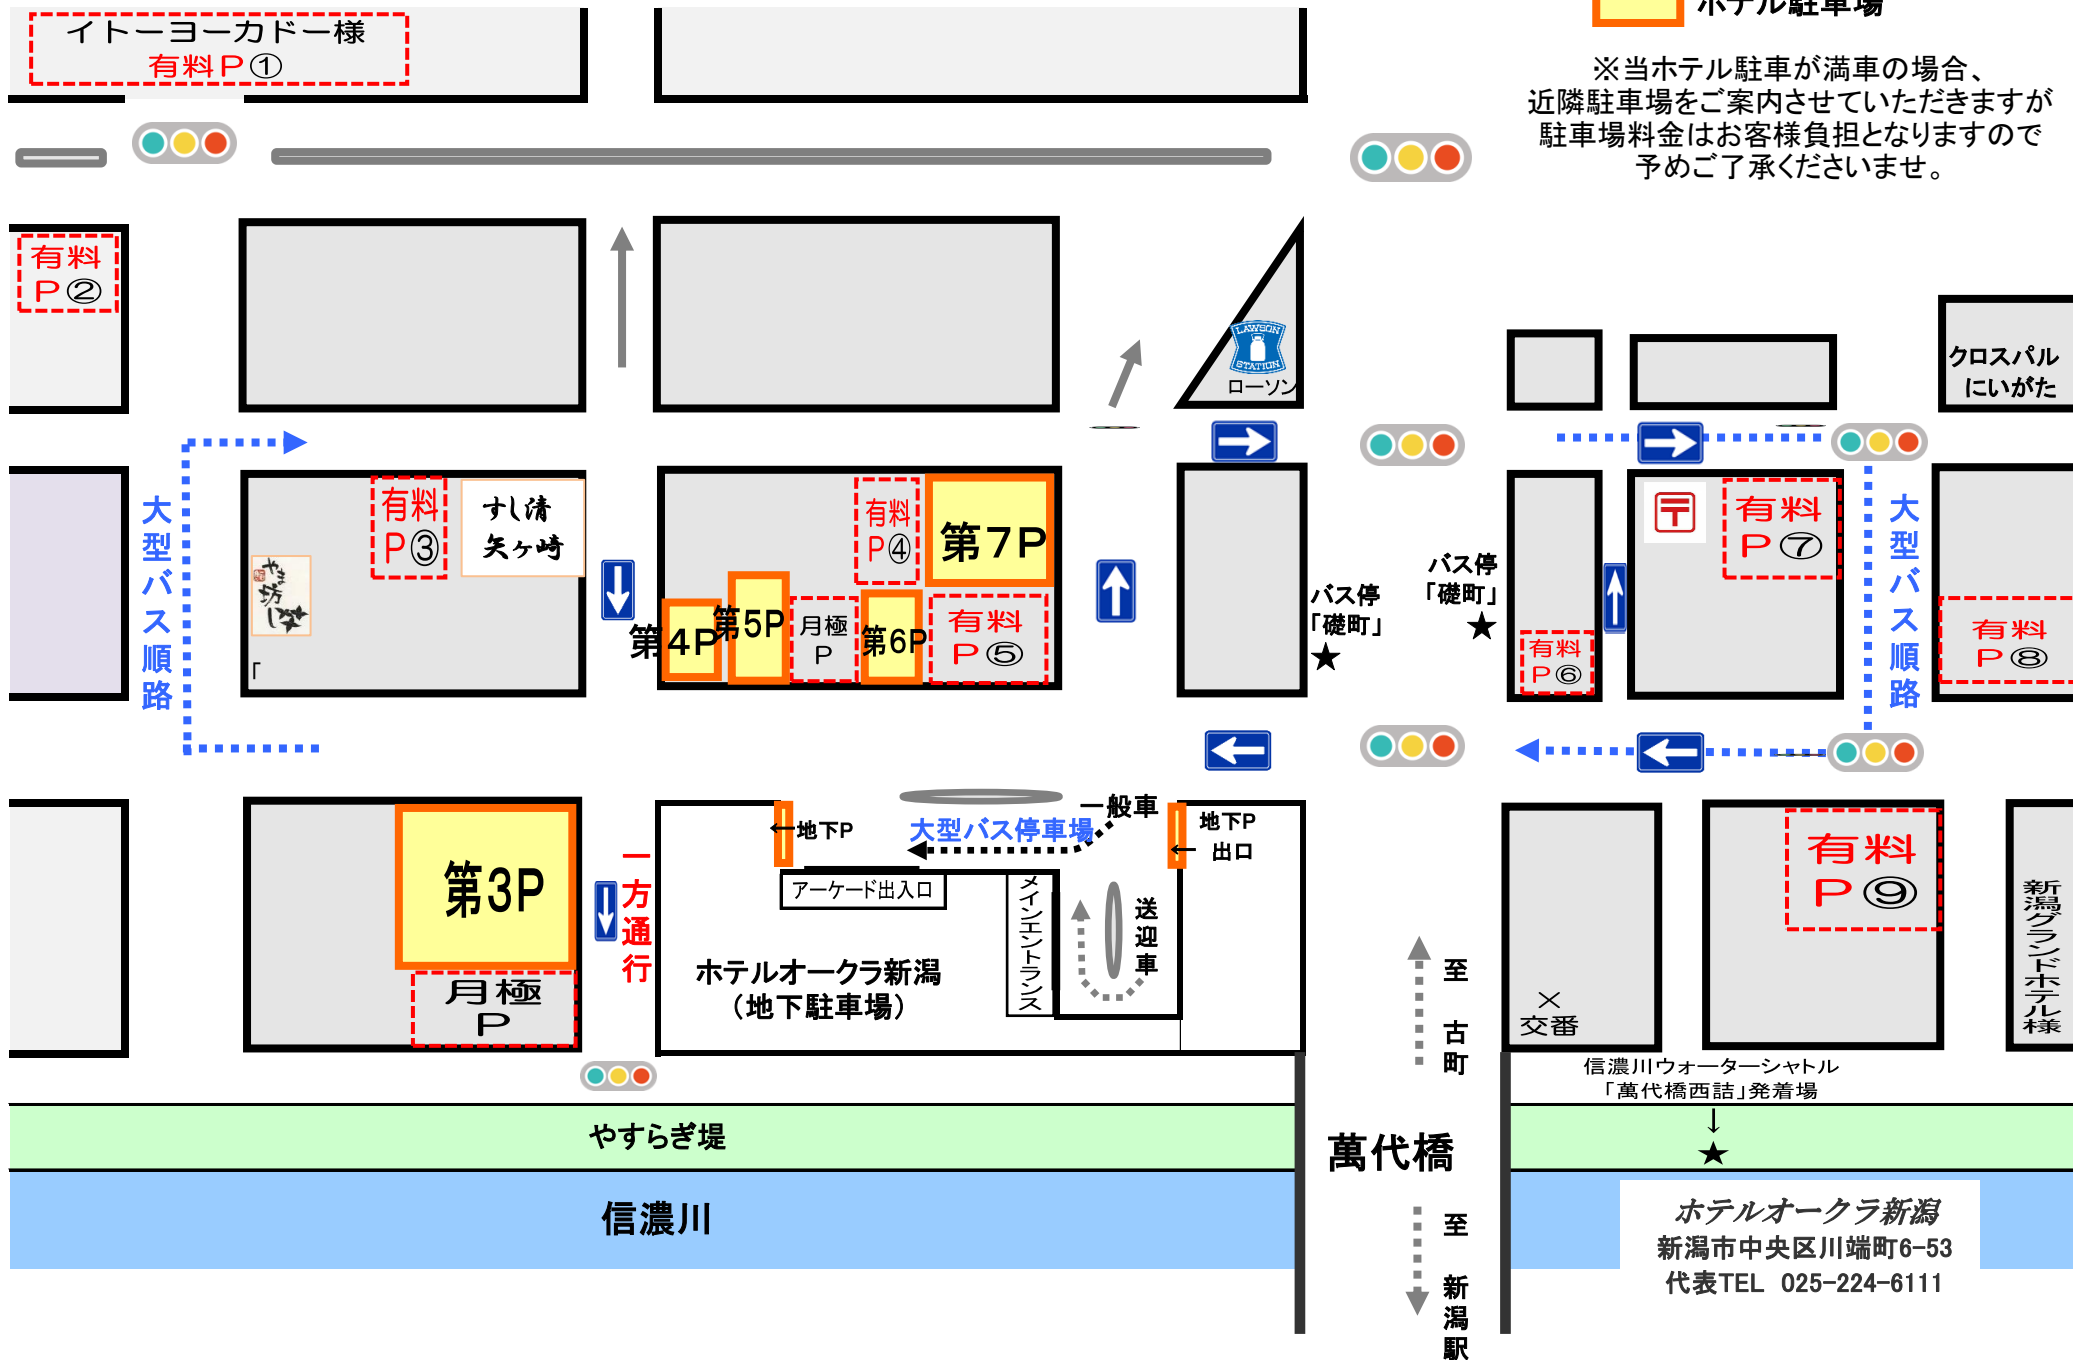 イトーヨーカドー様
有料P①
ホテル駐車場
※当ホテル駐車が満車の場合、
近隣駐車場をご案内させていただきますが
駐車場料金はお客様負担となりますので
予めご了承くださいませ。
有料
P②
LAWSON
STATION
ローソン
クロスパル
にいがた
大型バス順路
有料
P③
すし清
矢ヶ崎
やま坊
「
有料
P④
第7P
第4P
第5P
月極
P
第6P
有料
P⑤
バス停
「礎町」
★
バス停
「礎町」
★
有料
P⑥
〒
有料
P⑦
大型バス順路
有料
P⑧
第3P
月極
P
一方通行
←地下P
大型バス停車場
一般車
地下P
←出口
アーケード出入口
メインエントランス
送迎車
ホテルオークラ新潟
（地下駐車場）
至 古町
×
交番
有料
P⑨
新潟グランドホテル様
信濃川ウォーターシャトル
「萬代橋西詰」発着場
↓
★
やすらぎ堤
萬代橋
信濃川
至 新潟駅
ホテルオークラ新潟
新潟市中央区川端町6-53
代表TEL 025-224-6111